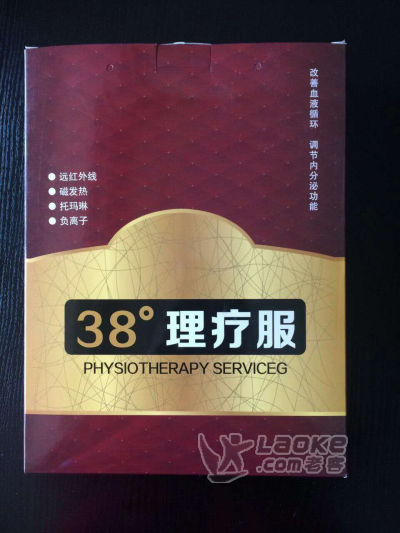 改善血液循环 调节内分泌功能
远红外线
磁发热
托玛琳
负离子
38°理疗服
PHYSIOTHERAPY SERVICEG
LAOKE
.com老客